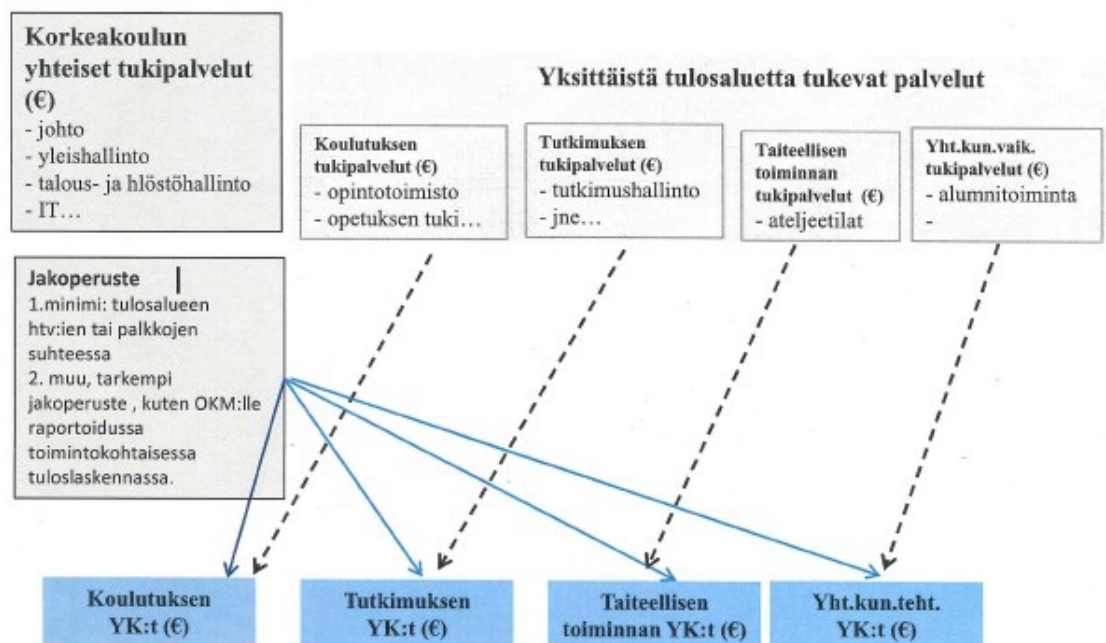 Korkeakoulun
yhteiset tukipalvelut
(€)
- johto
- yleishallinto
- talous- ja hlöstöhallinto
- IT…
Yksittäistä tulosaluetta tukevat palvelut
Koulutuksen
tukipalvelut (€)
- opintotoimisto
- opetuksen tuki…
Tutkimuksen
tukipalvelut (€)
- tutkimushallinto
- jne…
Taiteellisen
toiminnan
tukipalvelut (€)
- ateljeetilat
Yht.kun.vaik.
tukipalvelut (€)
- alumnitoiminta
-
Jakoperuste
1.minimi: tulosalueen
htv:ien tai palkkojen
suhteessa
2. muu, tarkempi
jakoperuste , kuten OKM:lle
raportoidussa
toimintokohtaisessa
tuloslaskennassa.
Koulutuksen
YK:t (€)
Tutkimuksen
YK:t (€)
Taiteellisen
toiminnan YK:t (€)
Yht.kun.teht.
YK:t (€)